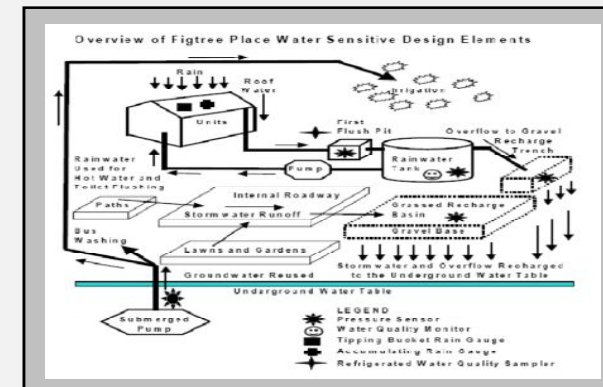 Overview of Figtree Place Water Sensitive Design Elements
Rain
Roof
Water
Irrigation
Units
First
Flush Pit
Overflow to Gravel
Recharge
Trench
Rainwater
Used for
Hot Water and
Toilet Flushing
Pump
Rainwater
Tank
Internal Roadway
Paths
Stormwater Runoff
Grassed Recharge
Basin
Gravel Base
Bus
Washing
Lawns and Gardens
Stormwater and Overflow Recharged
to the Underground Water Table
Groundwater Reused
Underground Water Table
Submerged
Pump
LEGEND
Pressure Sensor
Water Quality Monitor
Tipping Bucket Rain Gauge
Accumulating Rain Gauge
Refrigerated Water Quality Sampler